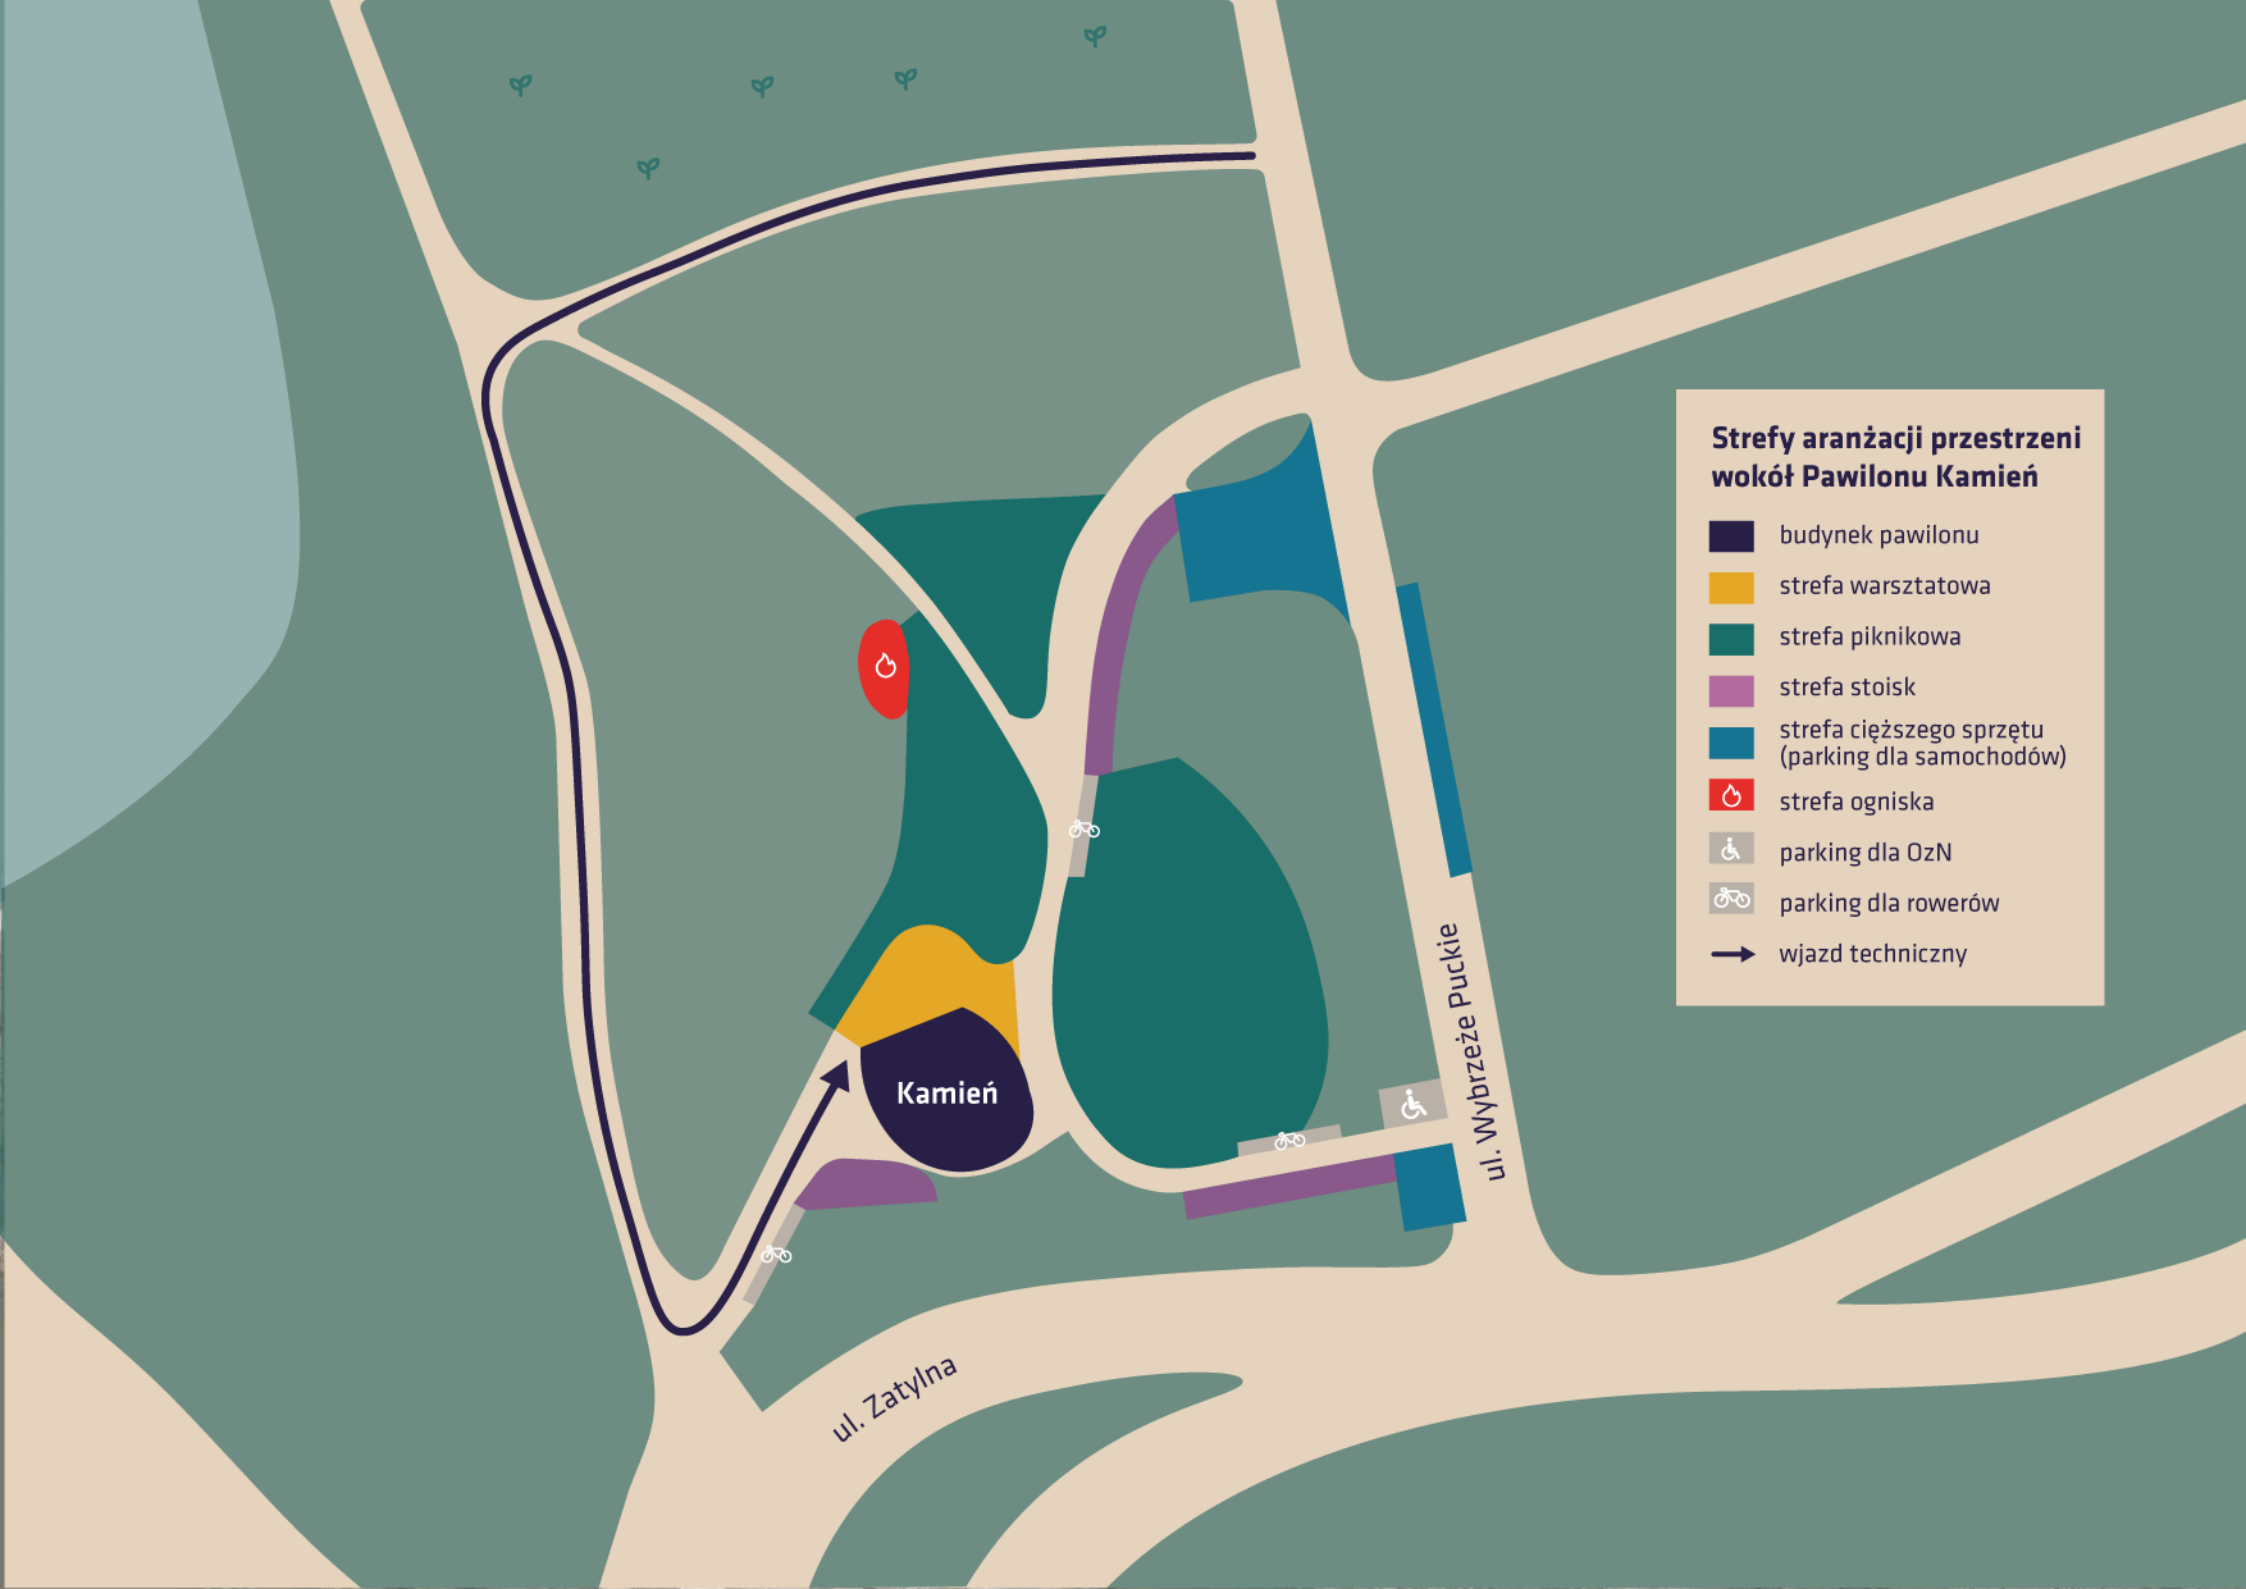 Strefy aranżacji przestrzeni
wokół Pawilonu Kamień
budynek pawilonu
strefa warsztatowa
strefa piknikowa
strefa stoisk
strefa cięższego sprzętu
(parking dla samochodów)
strefa ogniska
parking dla OzN
parking dla rowerów
wjazd techniczny
Kamień
ul. Wybrzeże Puckie
ul. Zatylna